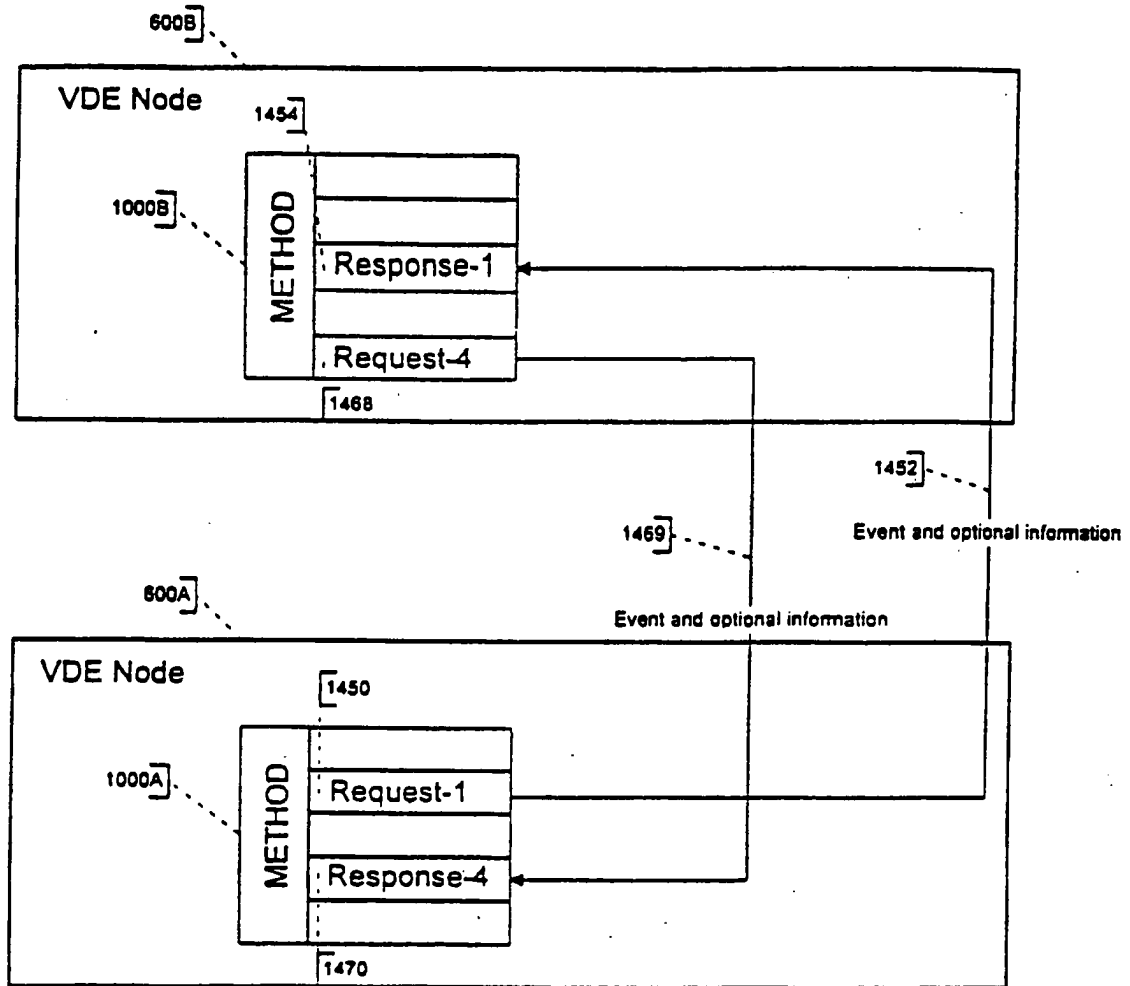 600B
VDE Node
1454
1000B
METHOD
Response-1
Request-4
1468
1452
Event and optional information
1469
600A
Event and optional information
VDE Node
1450
1000A
METHOD
Request-1
Response-4
1470